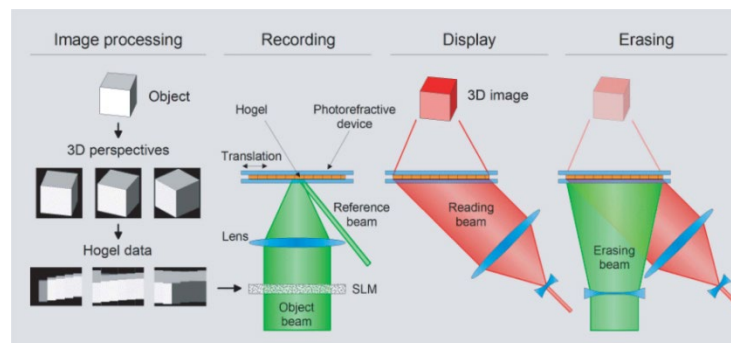 Image processing
Object
3D perspectives
Hogel data
Recording
Hogel
Photorefractive
device
Translation
Reference
beam
Lens
SLM
Object
beam
Display
3D image
Reading
beam
Erasing
Erasing
beam